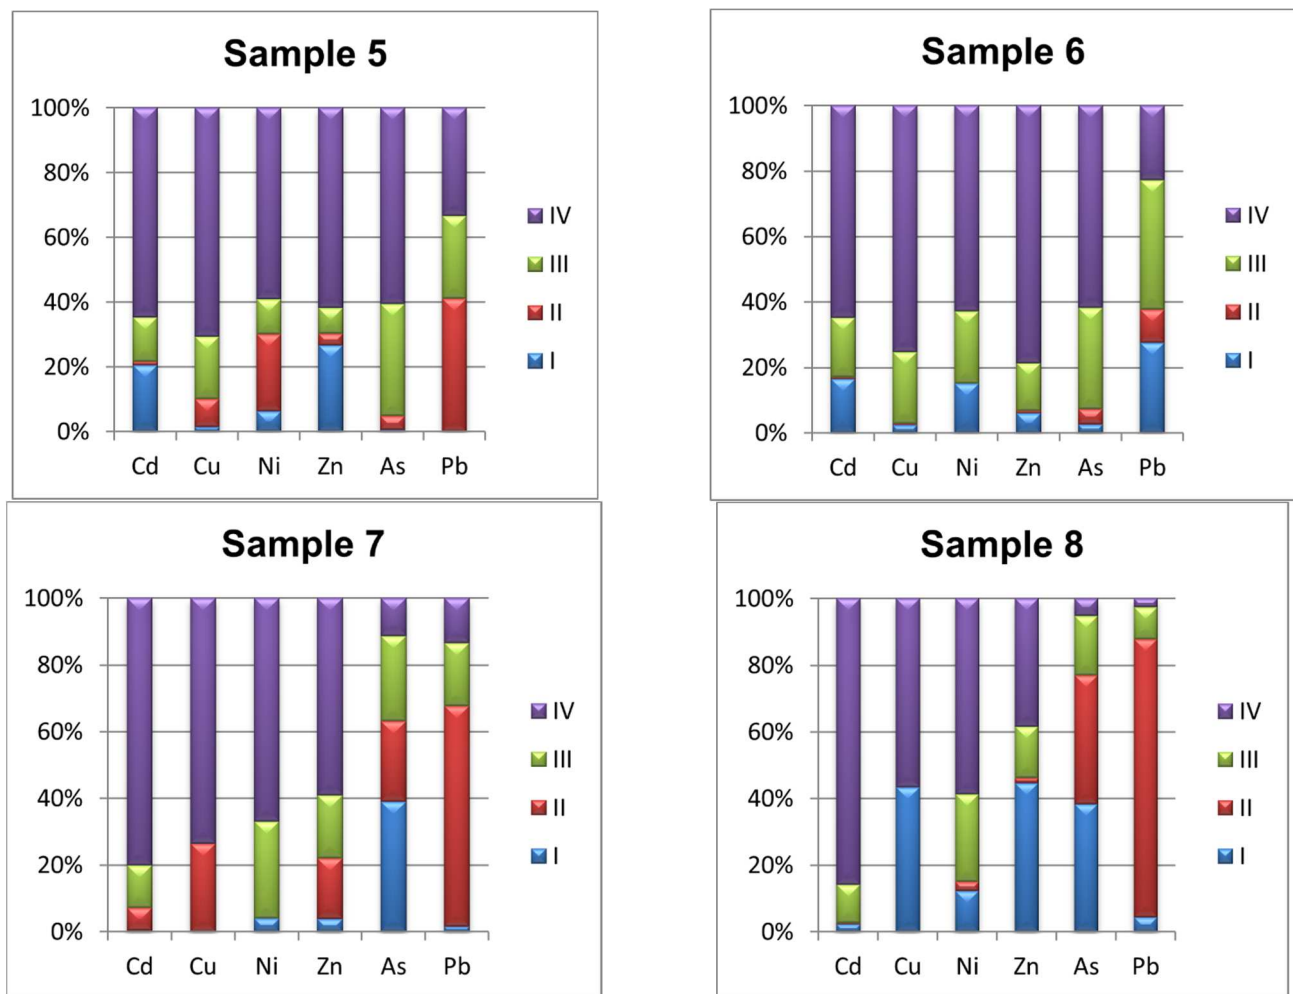 Sample 5
100%
80%
60%
40%
20%
0%
Cd Cu Ni Zn As Pb
IV
III
II
I
Sample 6
100%
80%
60%
40%
20%
0%
Cd Cu Ni Zn As Pb
IV
III
II
I
Sample 7
100%
80%
60%
40%
20%
0%
Cd Cu Ni Zn As Pb
IV
III
II
I
Sample 8
100%
80%
60%
40%
20%
0%
Cd Cu Ni Zn As Pb
IV
III
II
I